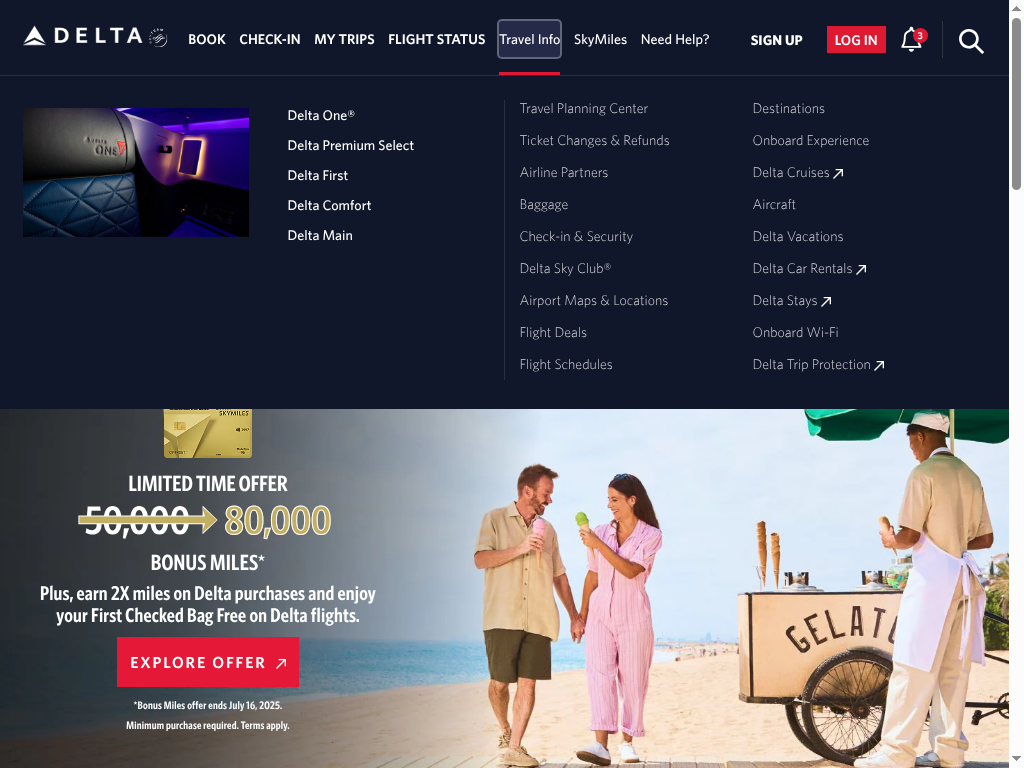 DELTA
BOOK CHECK-IN MY TRIPS FLIGHT STATUS Travel Info SkyMiles Need Help? SIGN UP LOG IN 3
ONE
Delta One®
Delta Premium Select
Delta First
Delta Comfort
Delta Main
Travel Planning Center
Ticket Changes & Refunds
Airline Partners
Baggage
Check-in & Security
Delta Sky Club®
Airport Maps & Locations
Flight Deals
Flight Schedules
Destinations
Onboard Experience
Delta Cruises
Aircraft
Delta Vacations
Delta Car Rentals
Delta Stays
Onboard Wi-Fi
Delta Trip Protection
SKYMILES
LIMITED TIME OFFER
50,000 80,000
BONUS MILES*
Plus, earn 2X miles on Delta purchases and enjoy
your First Checked Bag Free on Delta flights.
EXPLORE OFFER
*Bonus Miles offer ends July 16, 2025.
Minimum purchase required. Terms apply.